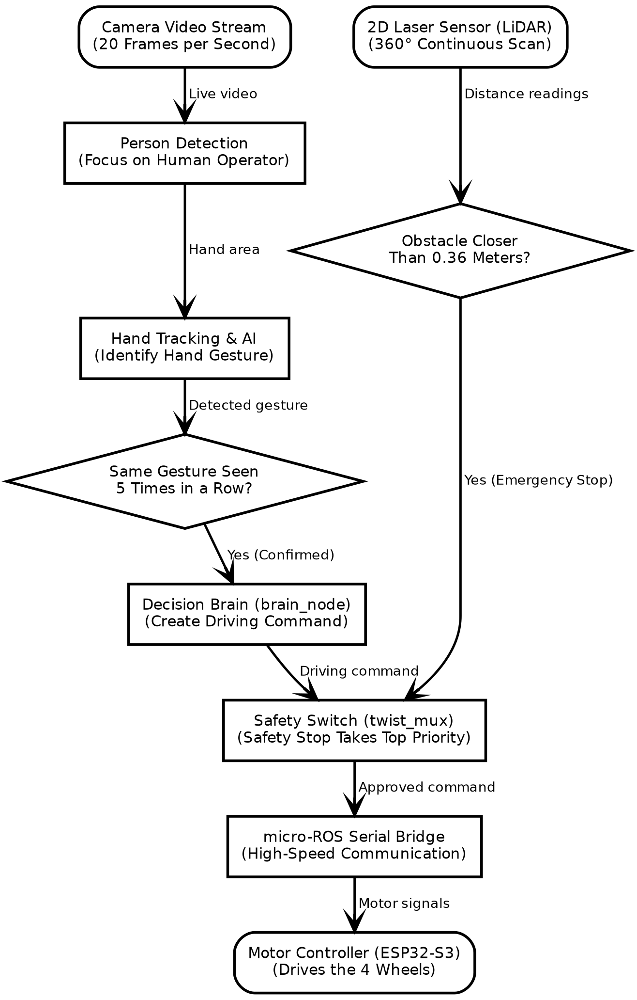 Camera Video Stream
(20 Frames per Second)
2D Laser Sensor (LiDAR)
(360° Continuous Scan)
Live video
Distance readings
Person Detection
(Focus on Human Operator)
Hand area
Obstacle Closer
Than 0.36 Meters?
Hand Tracking & AI
(Identify Hand Gesture)
Detected gesture
Same Gesture Seen
5 Times in a Row?
Yes (Emergency Stop)
Yes (Confirmed)
Decision Brain (brain_node)
(Create Driving Command)
Driving command
Safety Switch (twist_mux)
(Safety Stop Takes Top Priority)
Approved command
micro-ROS Serial Bridge
(High-Speed Communication)
Motor signals
Motor Controller (ESP32-S3)
(Drives the 4 Wheels)